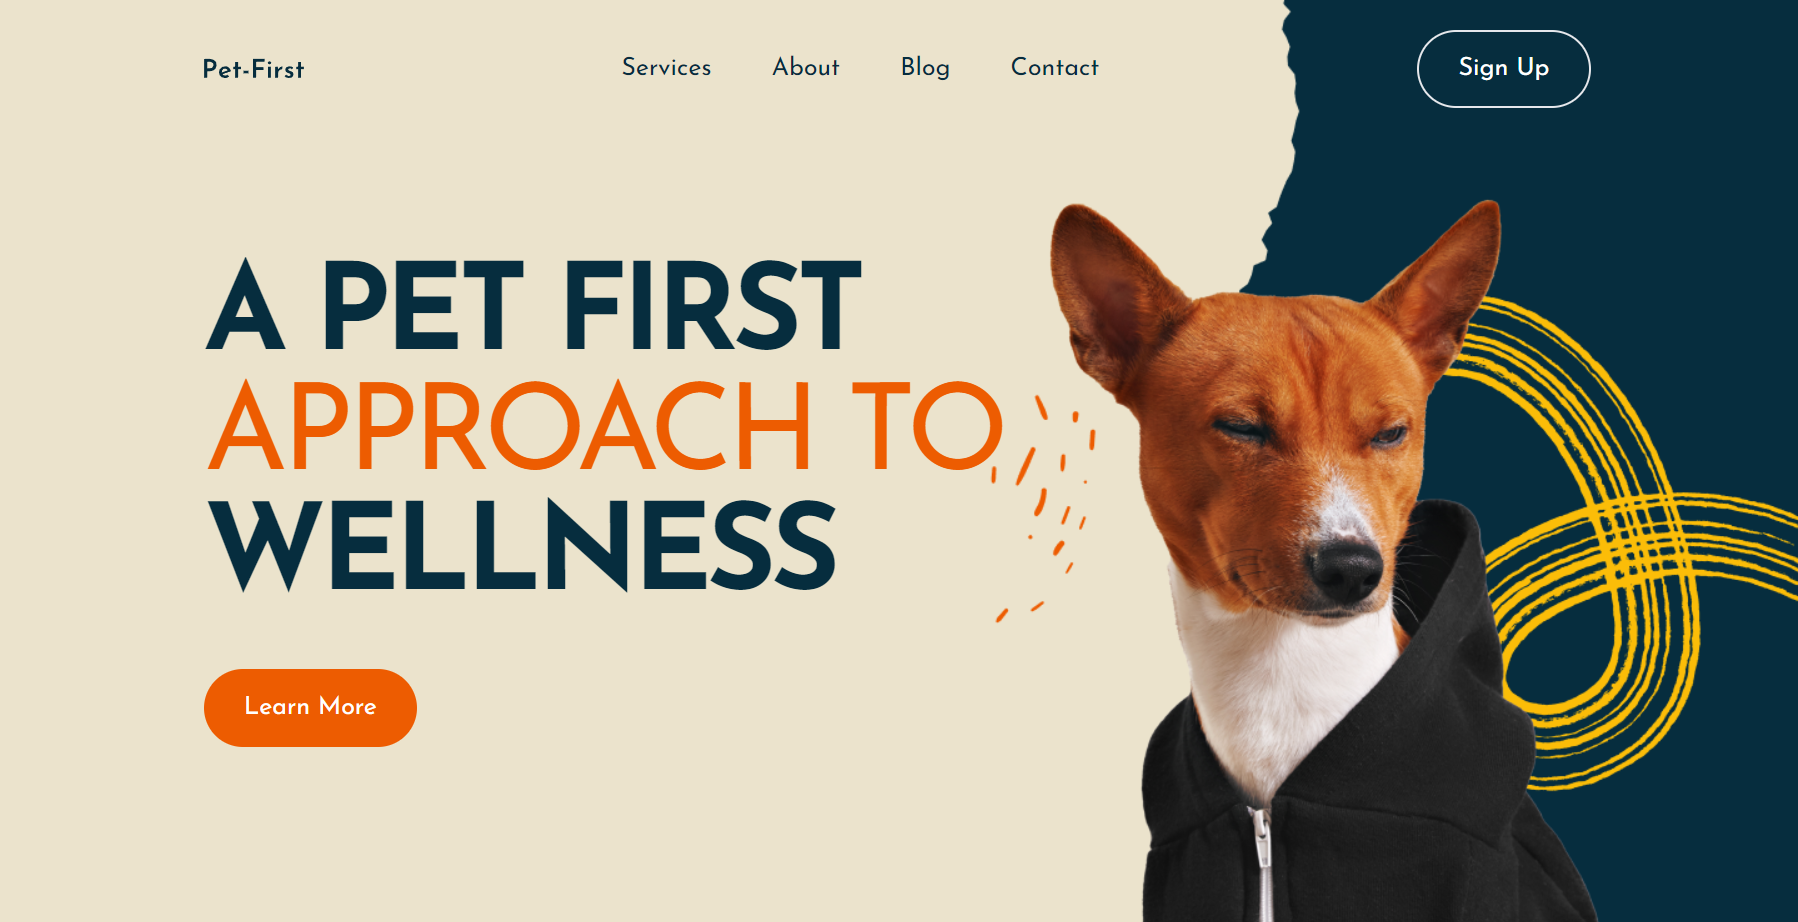 Pet-First
Services About Blog Contact
Sign Up
A PET FIRST
APPROACH TO
WELLNESS
Learn More